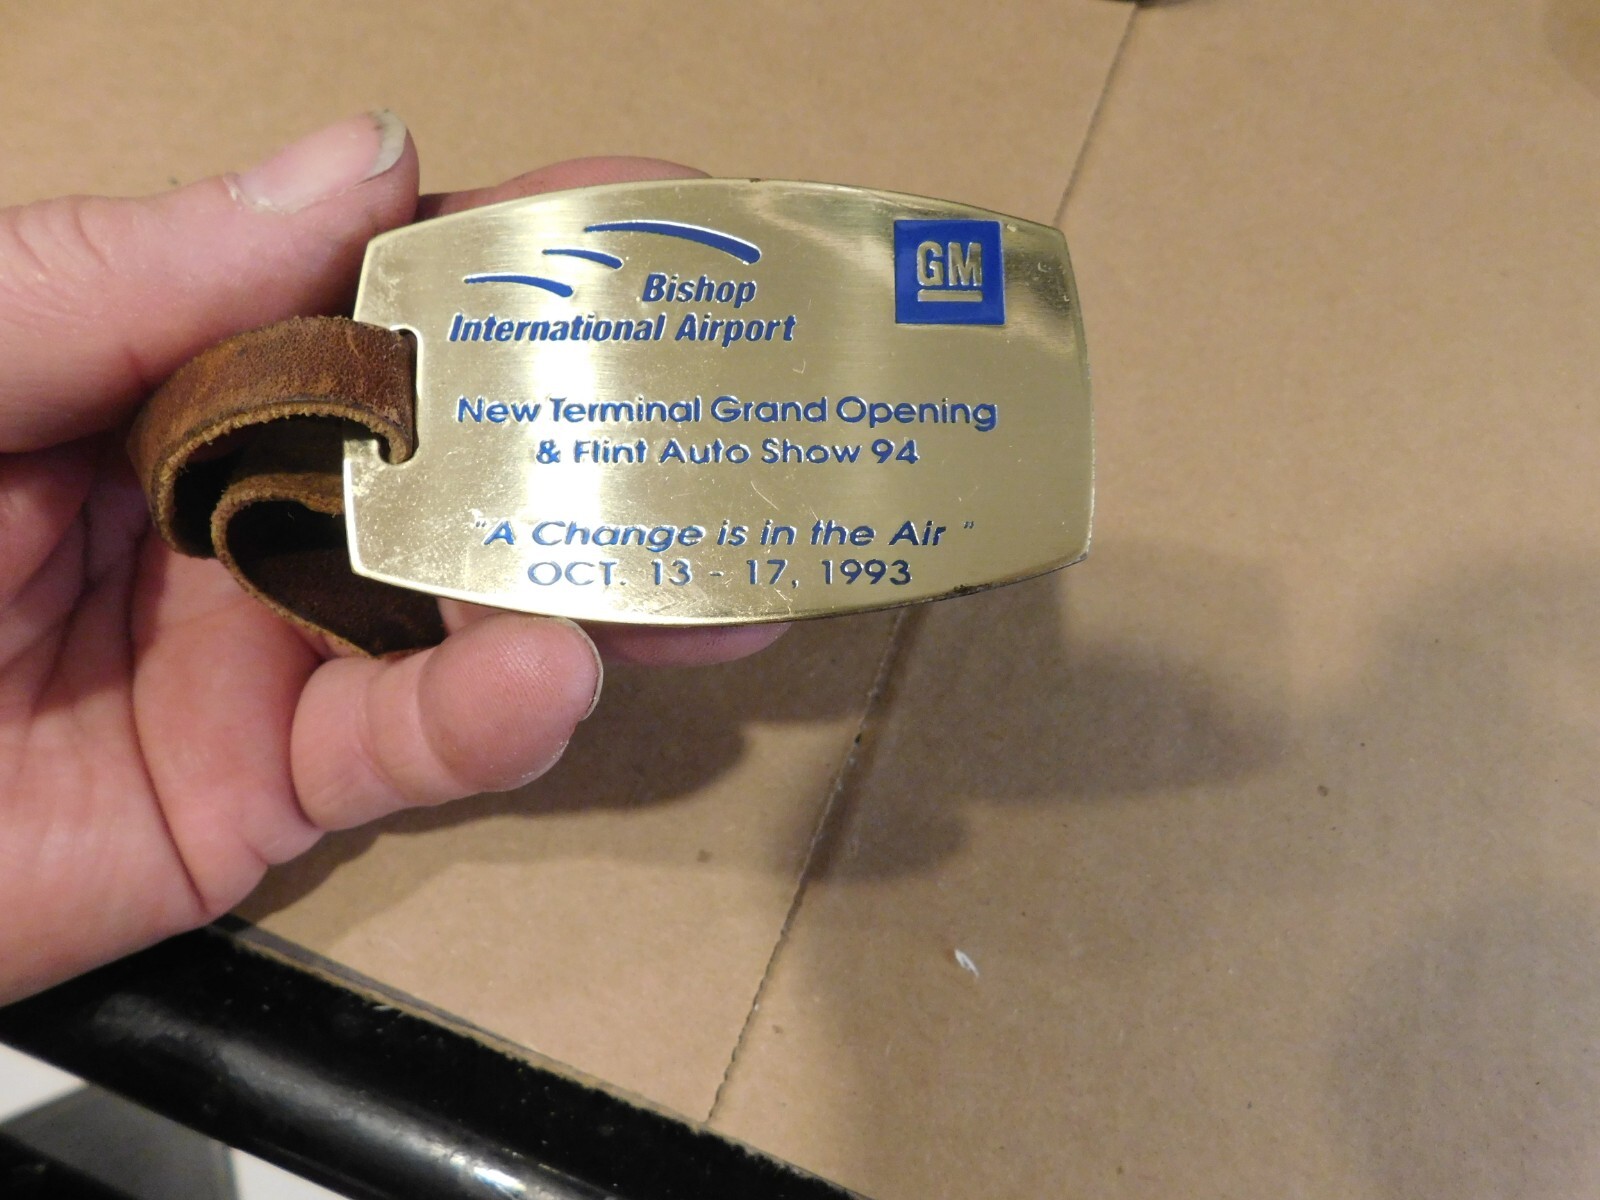 Bishop
International Airport
GM
New Terminal Grand Opening
& Flint Auto Show 94
"A Change is in the Air "
OCT. 13 - 17, 1993